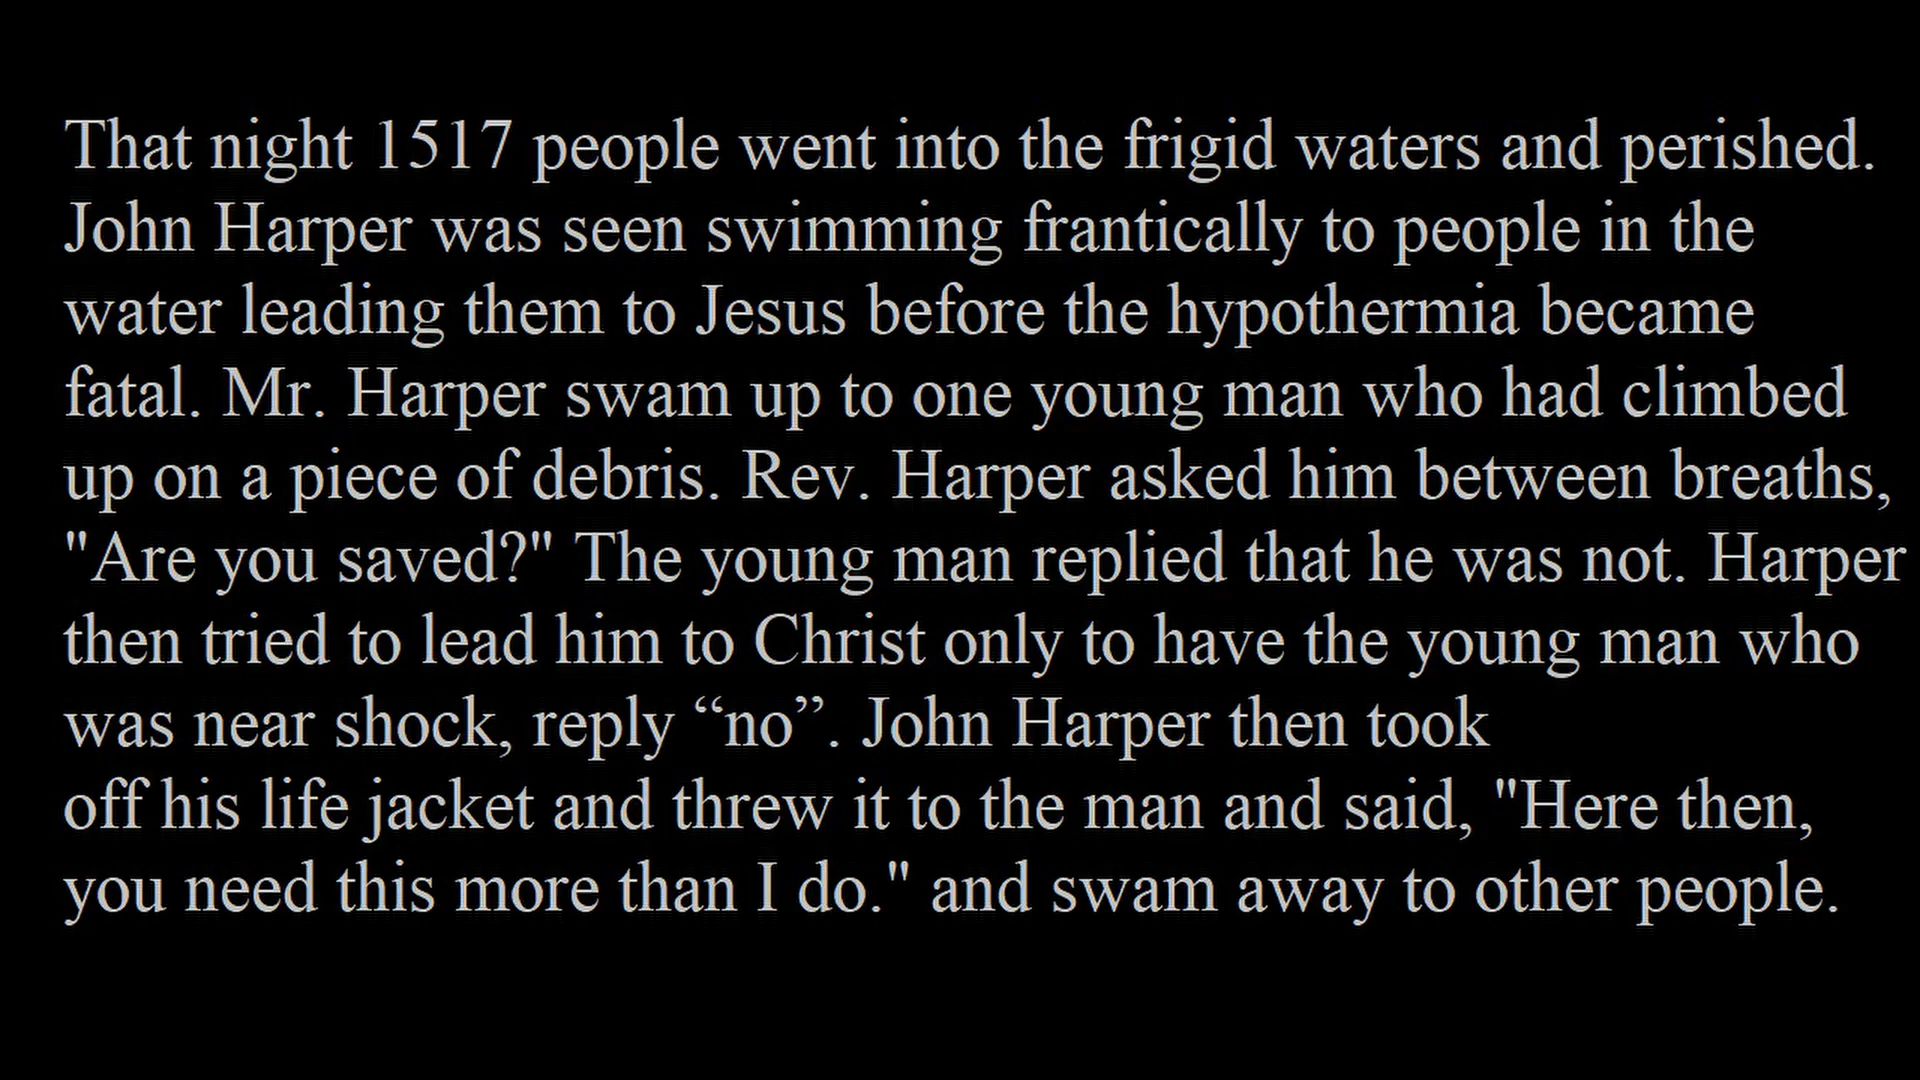 That night 1517 people went into the frigid waters and perished.
John Harper was seen swimming frantically to people in the
water leading them to Jesus before the hypothermia became
fatal. Mr. Harper swam up to one young man who had climbed
up on a piece of debris. Rev. Harper asked him between breaths,
"Are you saved?" The young man replied that he was not. Harper
then tried to lead him to Christ only to have the young man who
was near shock, reply “no”. John Harper then took
off his life jacket and threw it to the man and said, "Here then,
you need this more than I do." and swam away to other people.